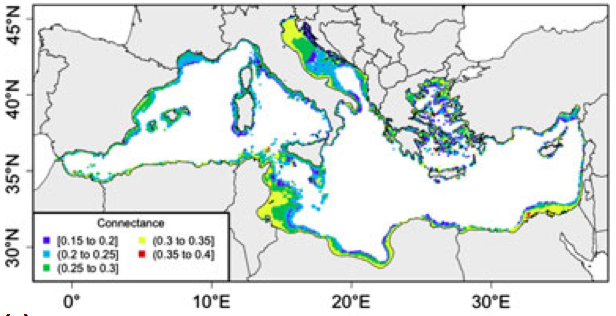 45°N
40°N
35°N
30°N
Connectance
[0.15 to 0.2] (0.3 to 0.35]
(0.2 to 0.25] (0.35 to 0.4]
(0.25 to 0.3]
0° 10°E 20°E 30°E